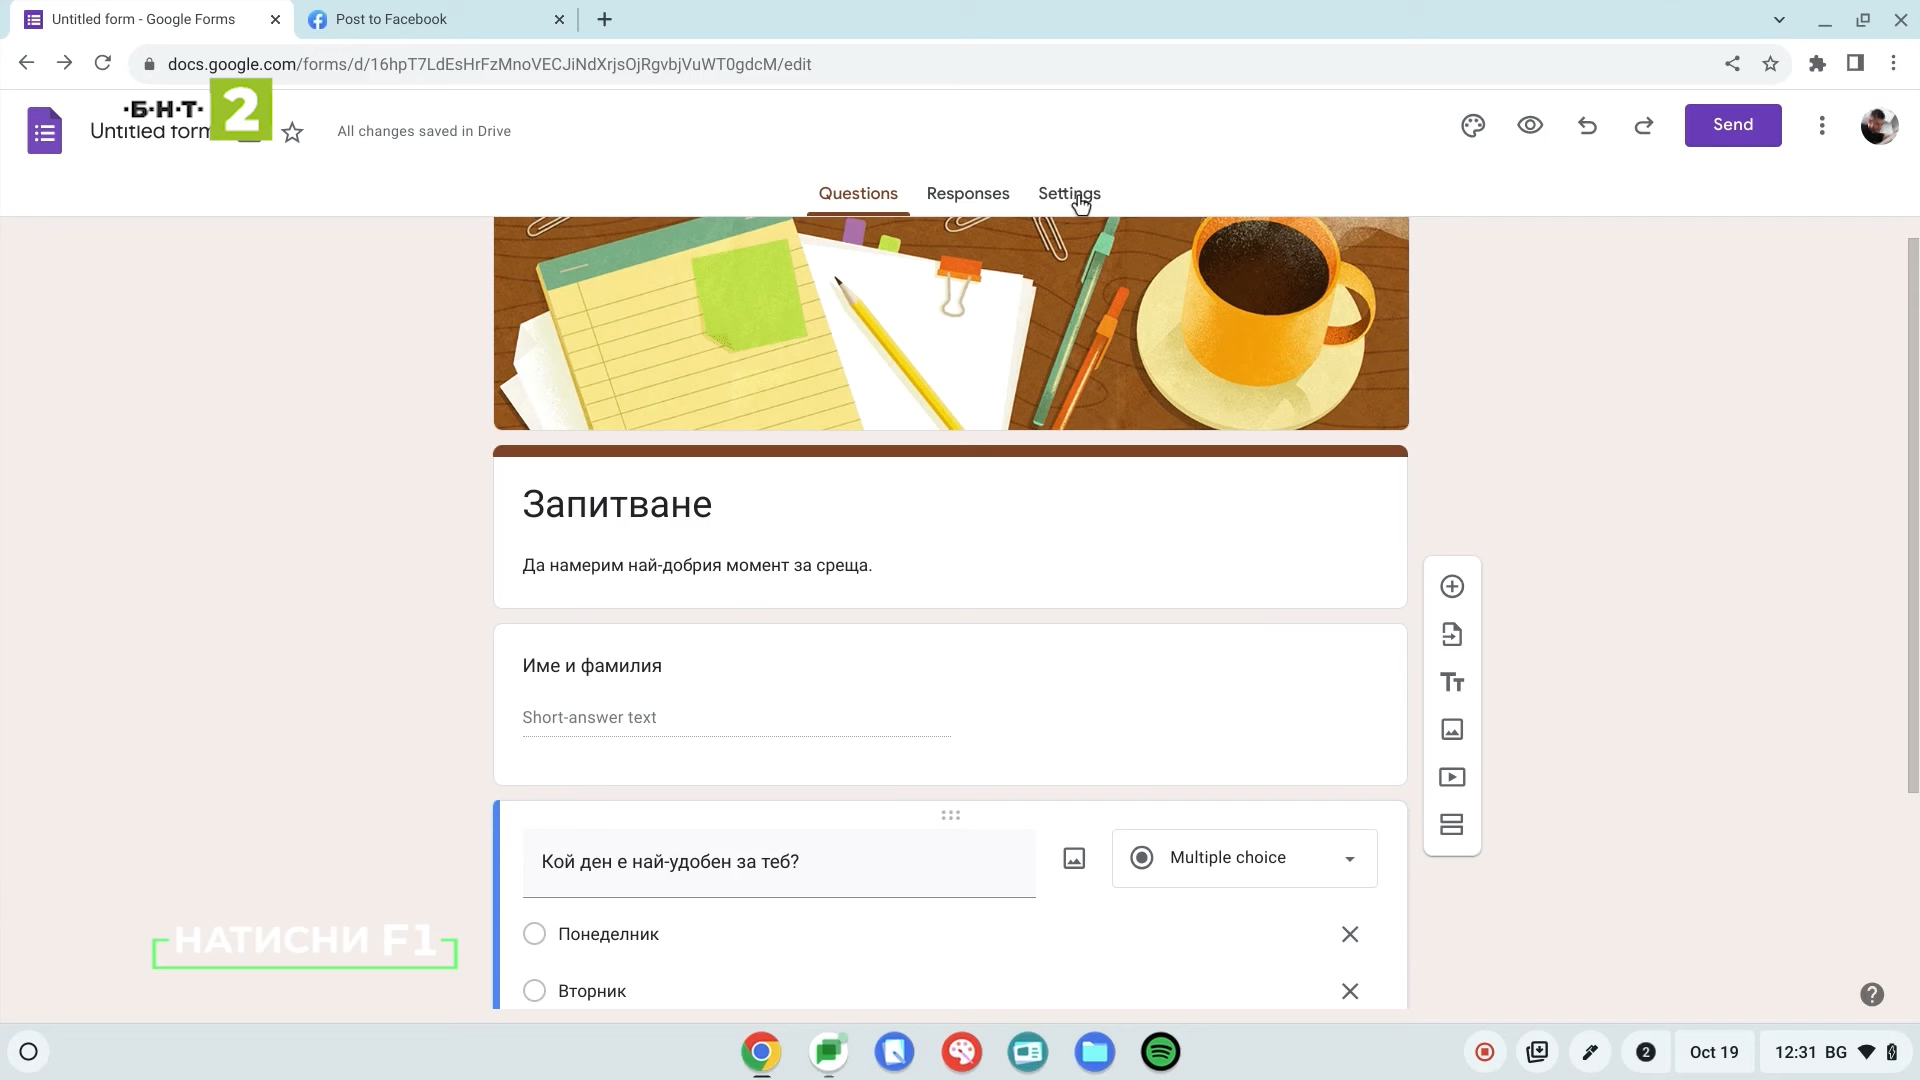 Untitled form - Google Forms
Post to Facebook
docs.google.com/forms/d/16hpT7LdEsHrFzMnoVECJiNdXrjsOjRgvbjVuWT0gdcM/edit
·Б·Н·Т· 2
Untitled form
All changes saved in Drive
Send
Questions
Responses
Settings
Запитване
Да намерим най-добрия момент за среща.
Име и фамилия
Short-answer text
Кой ден е най-удобен за теб?
Multiple choice
Понеделник
НАТИСНИ F1
Вторник
2
Oct 19
12:31 BG